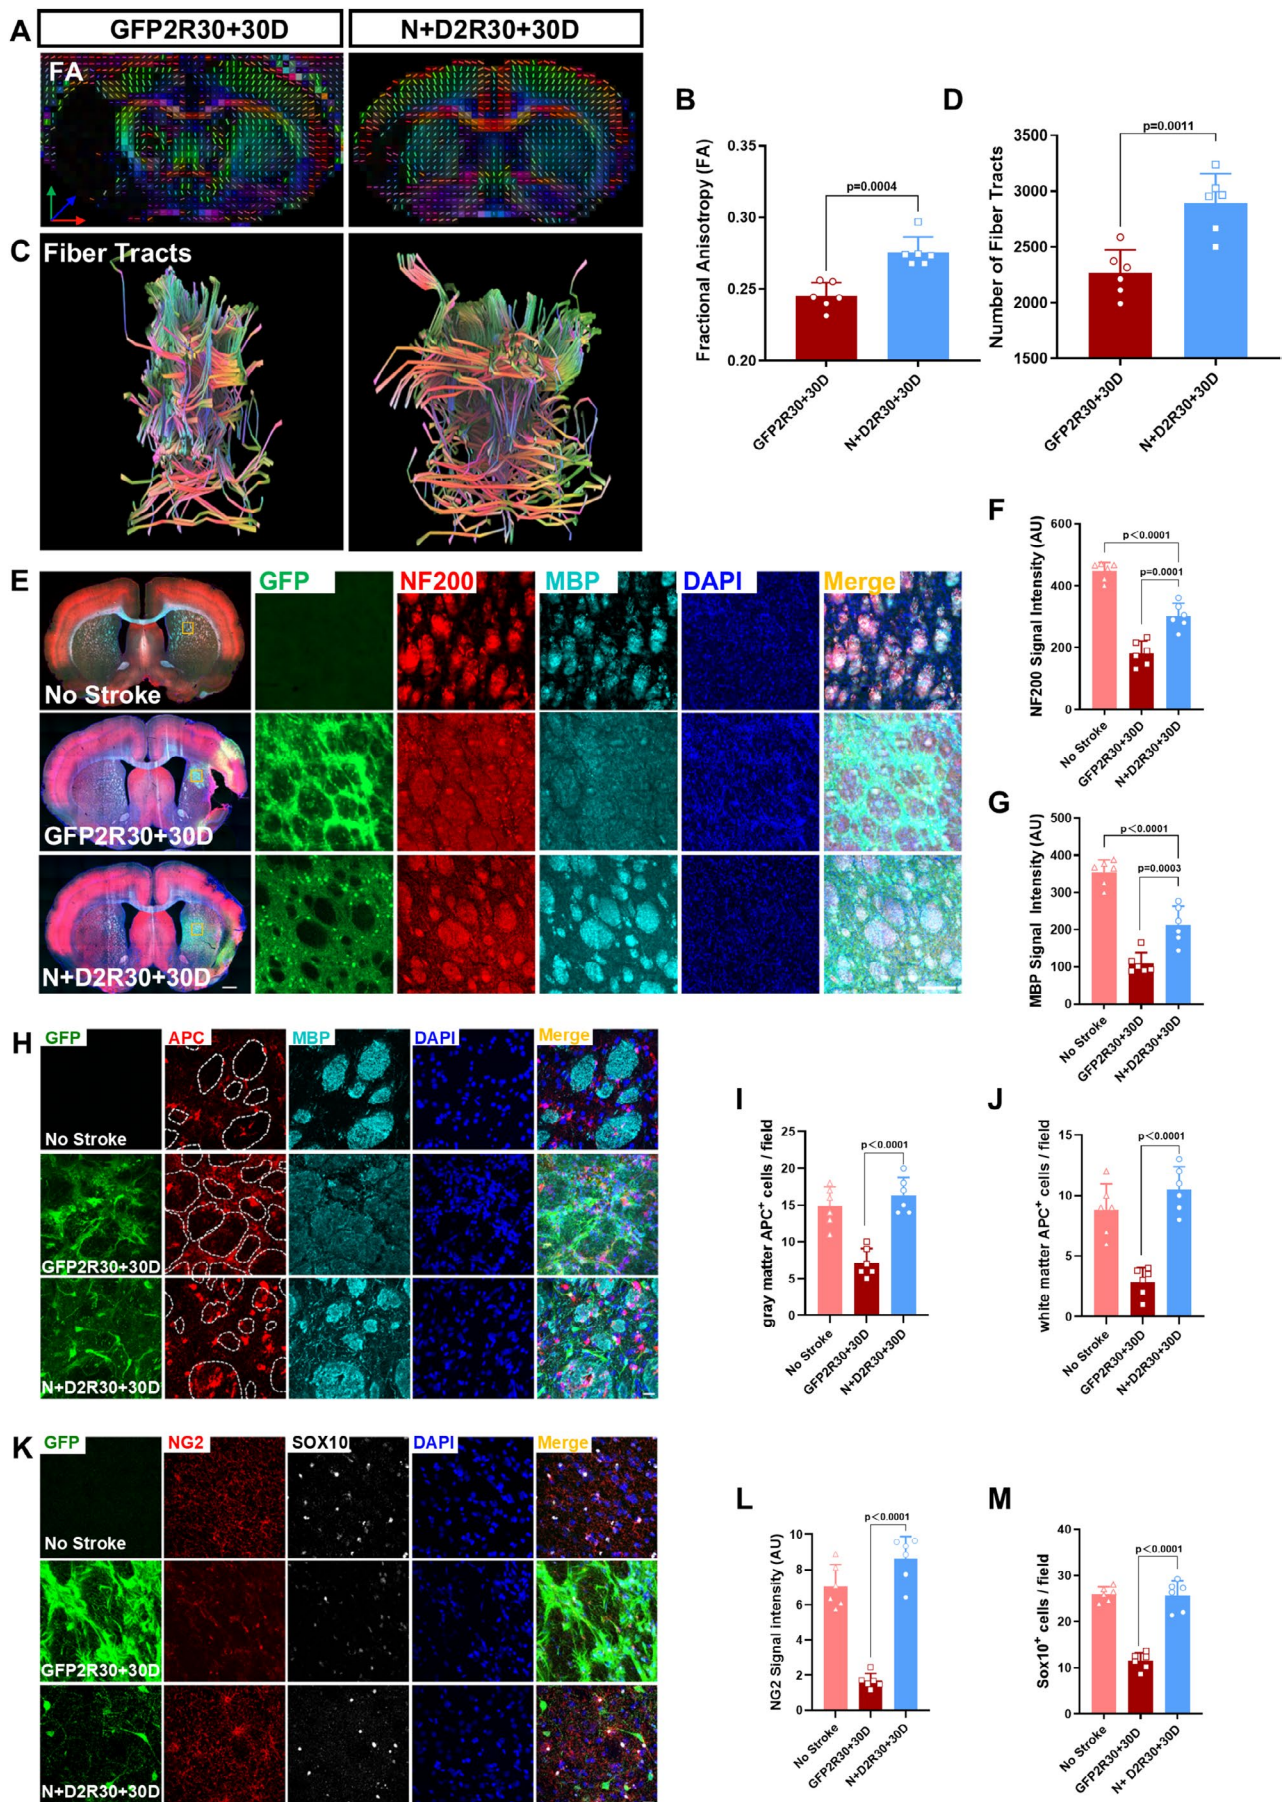 A
GFP2R30+30D
N+D2R30+30D
FA
B
Fractional Anisotropy (FA)
0.35
0.30
0.25
0.20
p=0.0004
GFP2R30+30D
N+D2R30+30D
D
Number of Fiber Tracts
3500
3000
2500
2000
1500
p=0.0011
GFP2R30+30D
N+D2R30+30D
C
Fiber Tracts
E
GFP
NF200
MBP
DAPI
Merge
No Stroke
GFP2R30+30D
N+D2R30+30D
F
NF200 Signal Intensity (AU)
600
400
200
0
p<0.0001
p=0.0001
No Stroke
GFP2R30+30D
N+D2R30+30D
G
MBP Signal Intensity (AU)
500
400
300
200
100
0
p<0.0001
p=0.0003
No Stroke
GFP2R30+30D
N+D2R30+30D
H
GFP
APC
MBP
DAPI
Merge
No Stroke
GFP2R30+30D
N+D2R30+30D
I
gray matter APC⁺ cells / field
25
20
15
10
5
0
p<0.0001
No Stroke
GFP2R30+30D
N+D2R30+30D
J
white matter APC⁺ cells / field
15
10
5
0
p<0.0001
No Stroke
GFP2R30+30D
N+D2R30+30D
K
GFP
NG2
SOX10
DAPI
Merge
No Stroke
GFP2R30+30D
N+D2R30+30D
L
NG2 Signal intensity (AU)
10
8
6
4
2
0
p<0.0001
No Stroke
GFP2R30+30D
N+D2R30+30D
M
Sox10⁺ cells / field
40
30
20
10
0
p<0.0001
No Stroke
GFP2R30+30D
N+ D2R30+30D